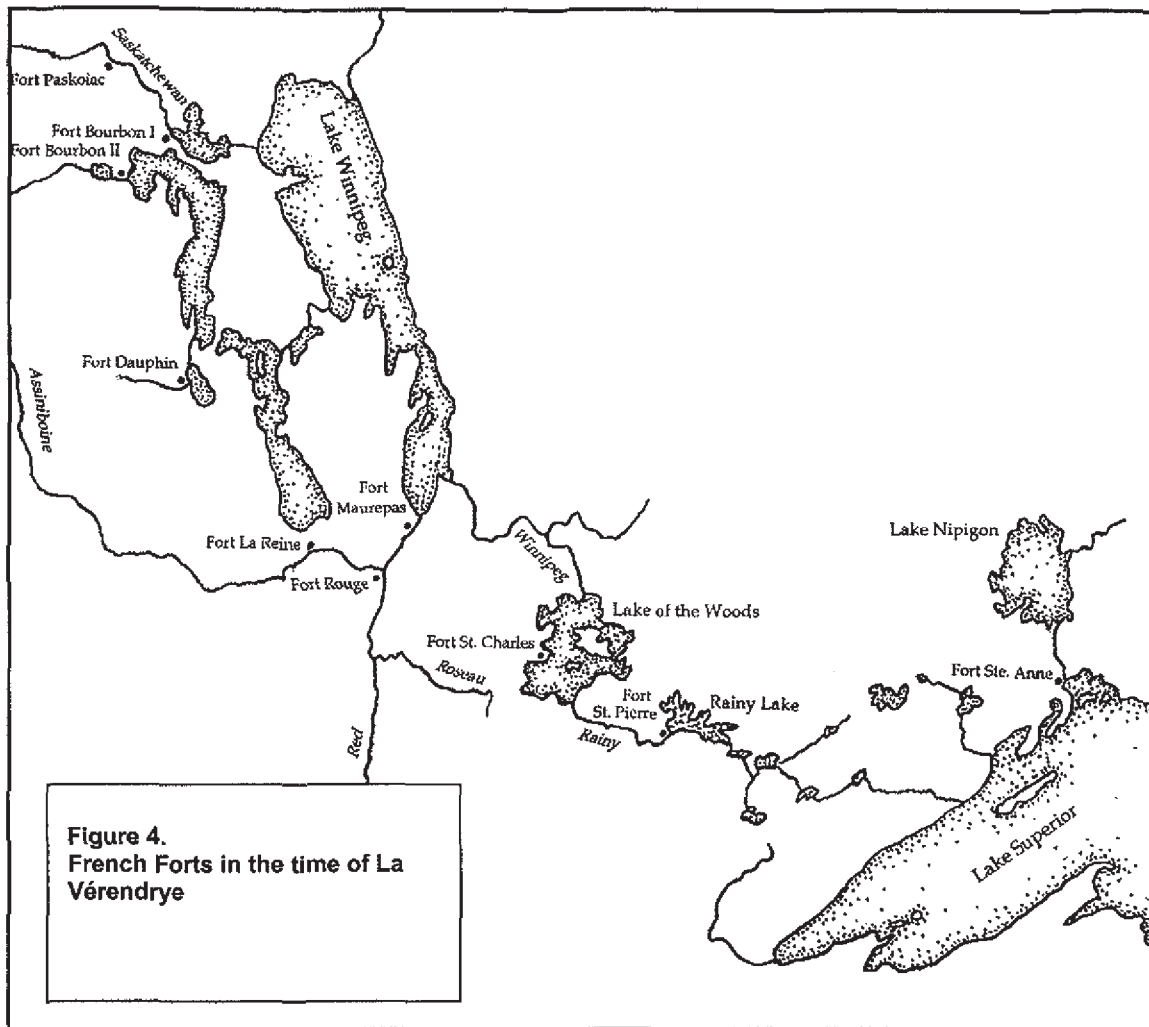 Saskatchewan
Fort Paskoiac
Fort Bourbon I
Fort Bourbon II
Lake Winnipeg
Fort Dauphin
Assiniboine
Fort
Maurepas
Fort La Reine
Fort Rouge
Winnipeg
Lake Nipigon
Lake of the Woods
Fort St. Charles
Roseau
Fort Ste. Anne
Fort
St. Pierre
Rainy Lake
Rainy
Red
Lake Superior
Figure 4.
French Forts in the time of La
Vérendrye